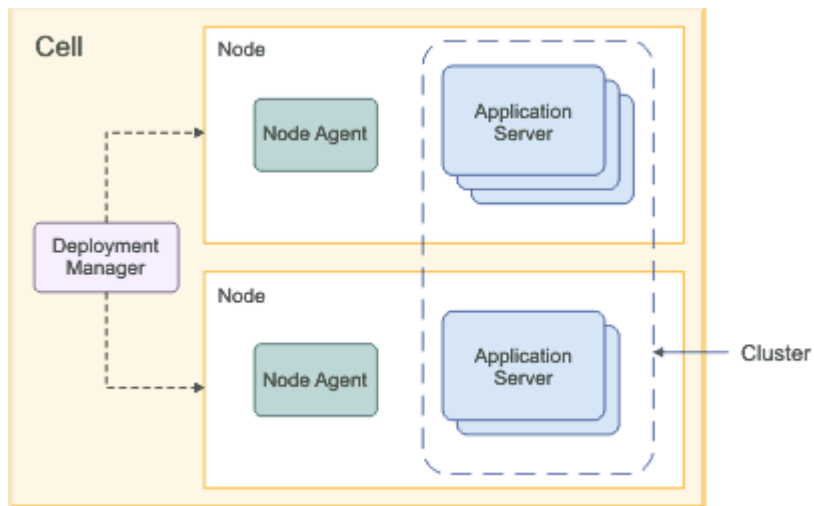 Cell
Node
Node Agent
Application
Server
Deployment
Manager
Node
Node Agent
Application
Server
Cluster